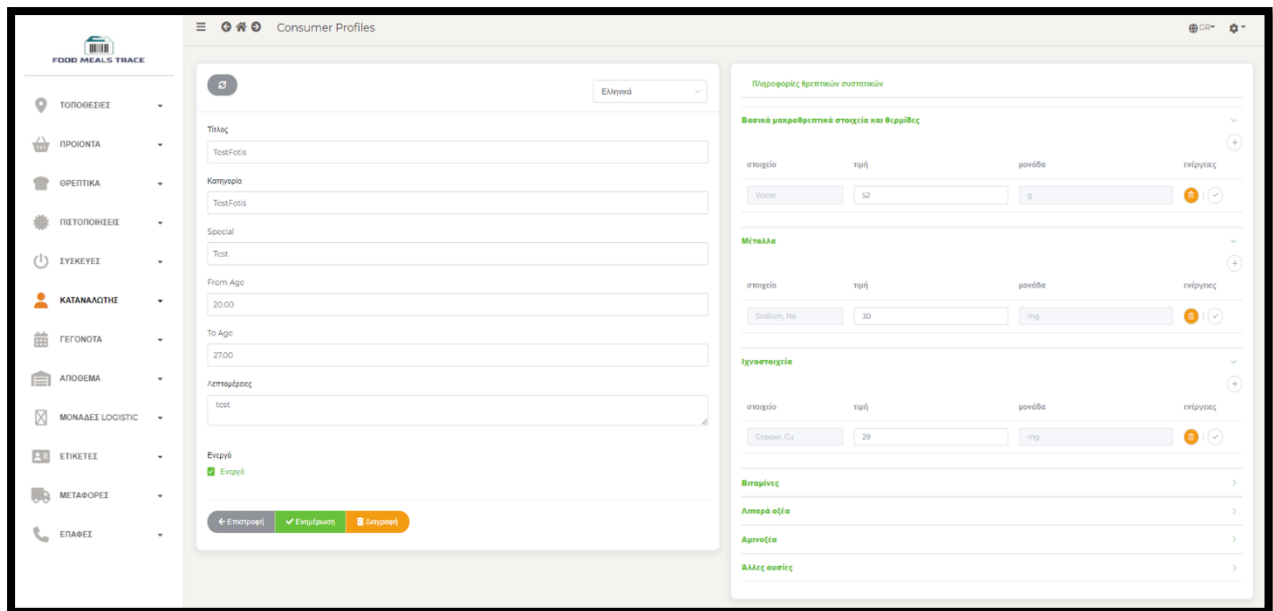 FOOD MEALS TRACE
ΤΟΠΟΘΕΣΙΕΣ
ΠΡΟΙΟΝΤΑ
ΘΡΕΠΤΙΚΑ
ΠΙΣΤΟΠΟΙΗΣΕΙΣ
ΣΥΣΚΕΥΕΣ
ΚΑΤΑΝΑΛΩΤΗΣ
ΓΕΓΟΝΟΤΑ
ΑΠΟΘΕΜΑ
ΜΟΝΑΔΕΣ LOGISTIC
ΕΤΙΚΕΤΕΣ
ΜΕΤΑΦΟΡΕΣ
ΕΠΑΦΕΣ
Consumer Profiles
GR
Ελληνικά
Τίτλος
TestFotis
Κατηγορία
TestFotis
Special
Test
From Age
20.00
To Age
27.00
Λεπτομέρειες
test
Ενεργό
Ενεργό
Επιστροφή Ενημέρωση Διαγραφή
Πληροφορίες θρεπτικών συστατικών
Βασικά μακροθρεπτικά στοιχεία και θερμίδες
στοιχείο τιμή μονάδα ενέργειες
Water 52 g
Μέταλλα
στοιχείο τιμή μονάδα ενέργειες
Sodium, Na 30 mg
Ιχνοστοιχεία
στοιχείο τιμή μονάδα ενέργειες
Copper, Cu 29 mg
Βιταμίνες
Λιπαρά οξέα
Αμινοξέα
Άλλες ουσίες